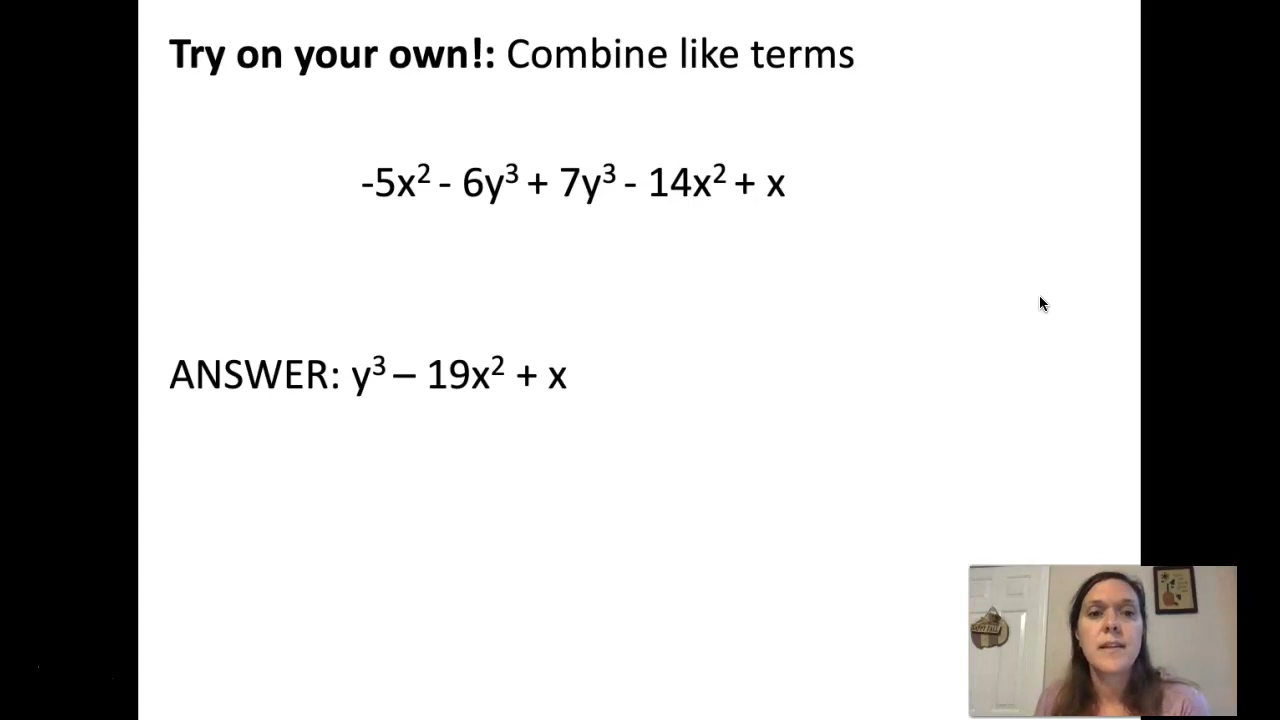 Try on your own!: Combine like terms
-5x² - 6y³ + 7y³ - 14x² + x
ANSWER: y³ – 19x² + x